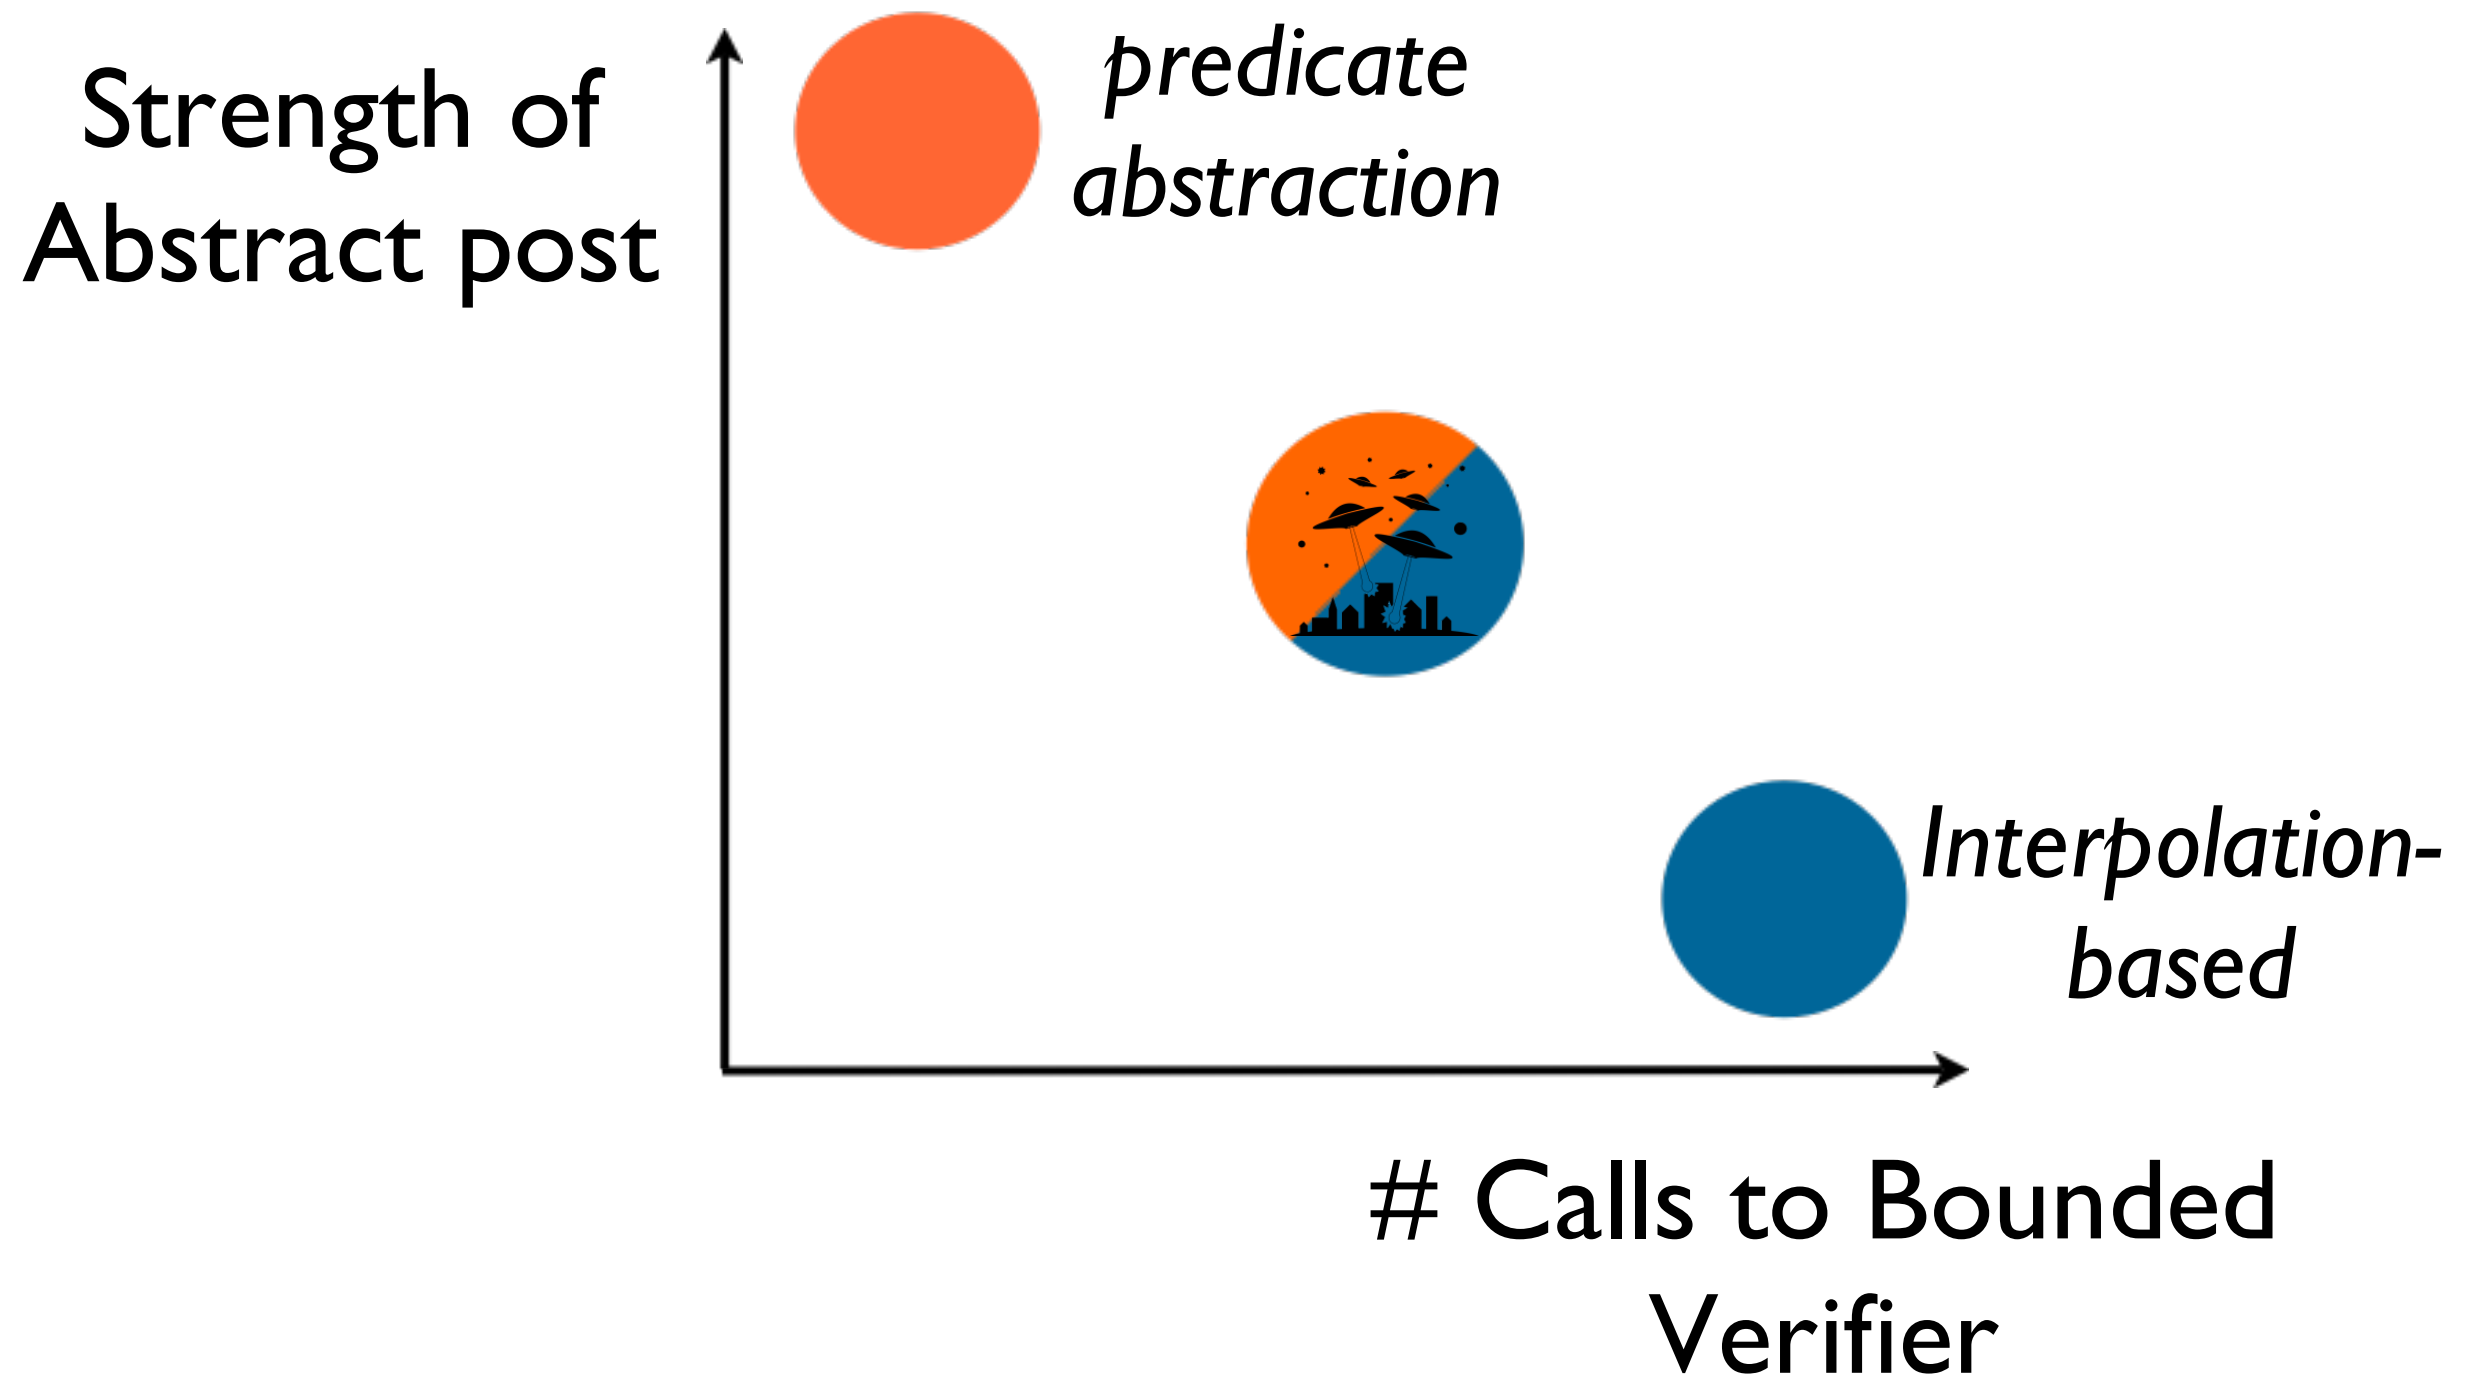 Strength of
Abstract post
predicate
abstraction
Interpolation-
based
# Calls to Bounded
Verifier